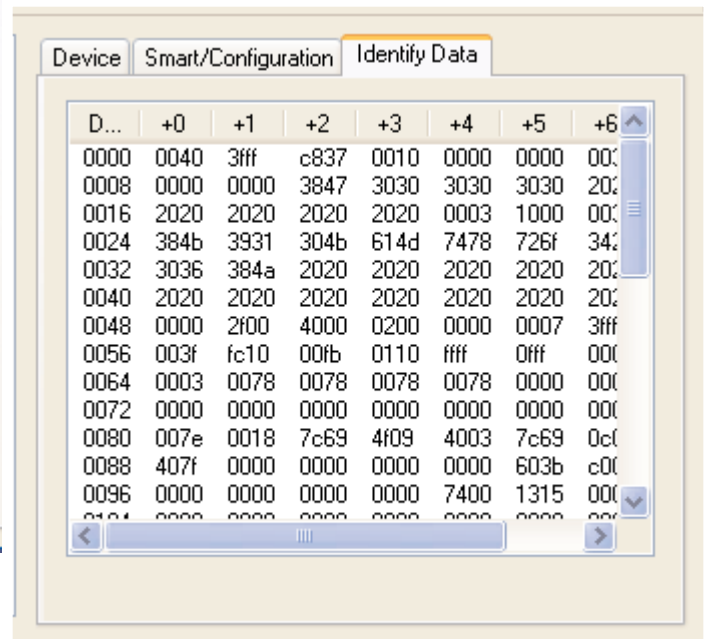 Device Smart/Configuration Identify Data
D... +0 +1 +2 +3 +4 +5 +6
0000 0040 3fff c837 0010 0000 0000
0008 0000 0000 3847 3030 3030 3030
0016 2020 2020 2020 2020 0003 1000
0024 384b 3931 304b 614d 7478 726f
0032 3036 384a 2020 2020 2020 2020
0040 2020 2020 2020 2020 2020 2020
0048 0000 2f00 4000 0200 0000 0007 3fff
0056 003f fc10 00fb 0110 ffff 0fff
0064 0003 0078 0078 0078 0078 0000
0072 0000 0000 0000 0000 0000 0000
0080 007e 0018 7c69 4f09 4003 7c69
0088 407f 0000 0000 0000 0000 603b
0096 0000 0000 0000 0000 7400 1315